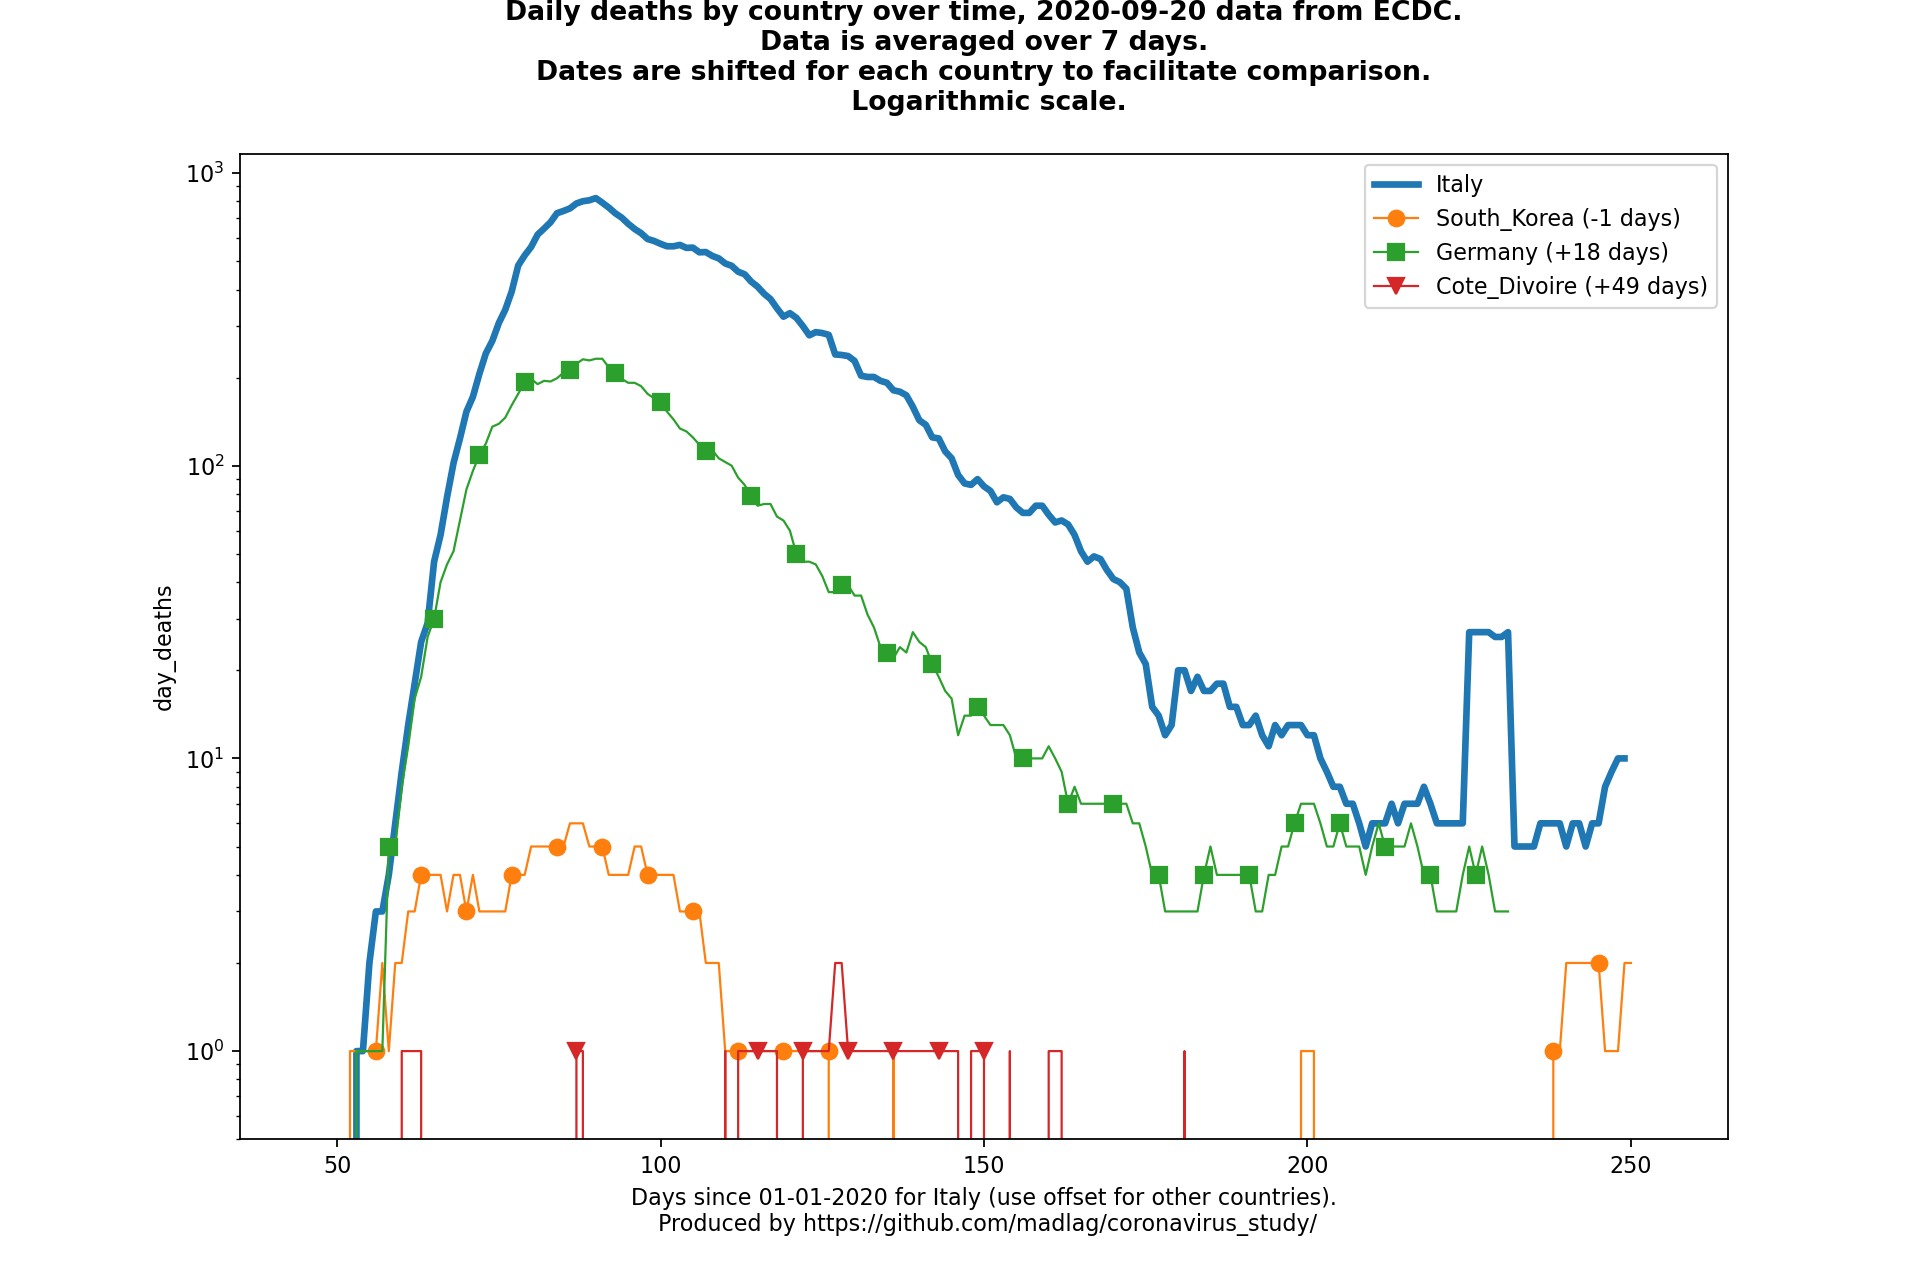 Daily deaths by country over time, 2020-09-20 data from ECDC.
Data is averaged over 7 days.
Dates are shifted for each country to facilitate comparison.
Logarithmic scale.
10³
10²
10¹
10⁰
day_deaths
Italy
South_Korea (-1 days)
Germany (+18 days)
Cote_Divoire (+49 days)
50 100 150 200 250
Days since 01-01-2020 for Italy (use offset for other countries).
Produced by https://github.com/madlag/coronavirus_study/